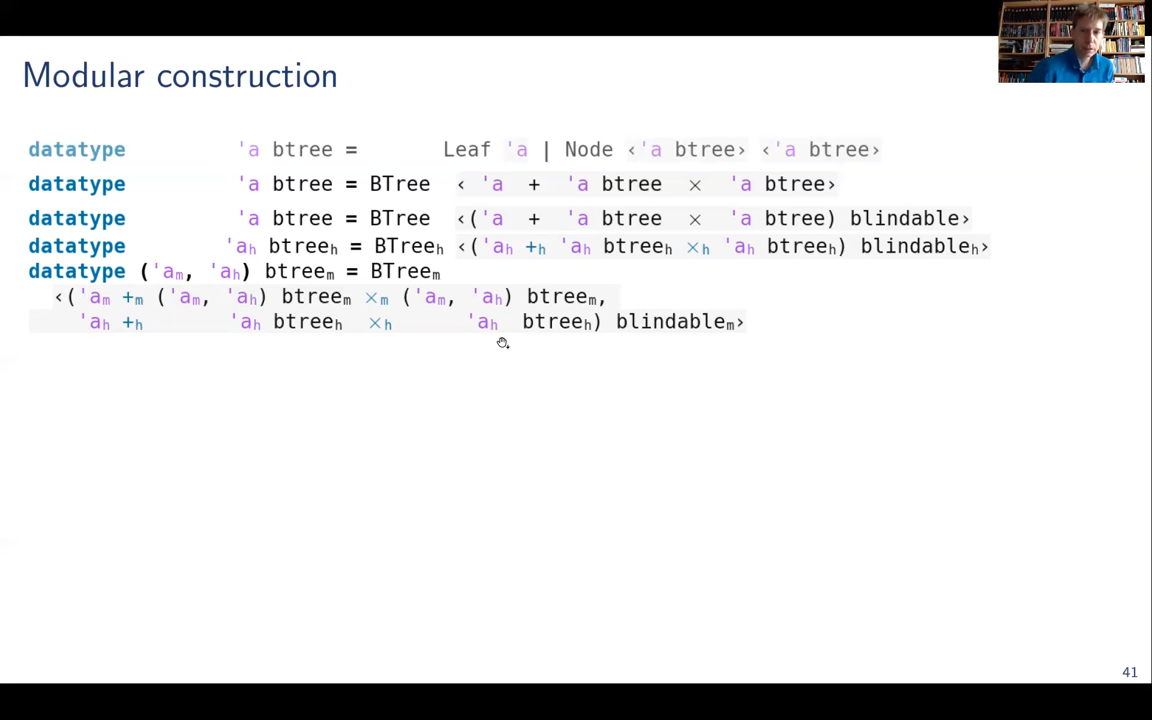 Modular construction
datatype 'a btree = Leaf 'a | Node ‹'a btree› ‹'a btree›
datatype 'a btree = BTree ‹ 'a + 'a btree × 'a btree›
datatype 'a btree = BTree ‹('a + 'a btree × 'a btree) blindable›
datatype 'aₕ btreeₕ = BTreeₕ ‹('aₕ +ₕ 'aₕ btreeₕ ×ₕ 'aₕ btreeₕ) blindableₕ›
datatype ('aₘ, 'aₕ) btreeₘ = BTreeₘ
‹('aₘ +ₘ ('aₘ, 'aₕ) btreeₘ ×ₘ ('aₘ, 'aₕ) btreeₘ,
'aₕ +ₕ 'aₕ btreeₕ ×ₕ 'aₕ btreeₕ) blindableₘ›
41